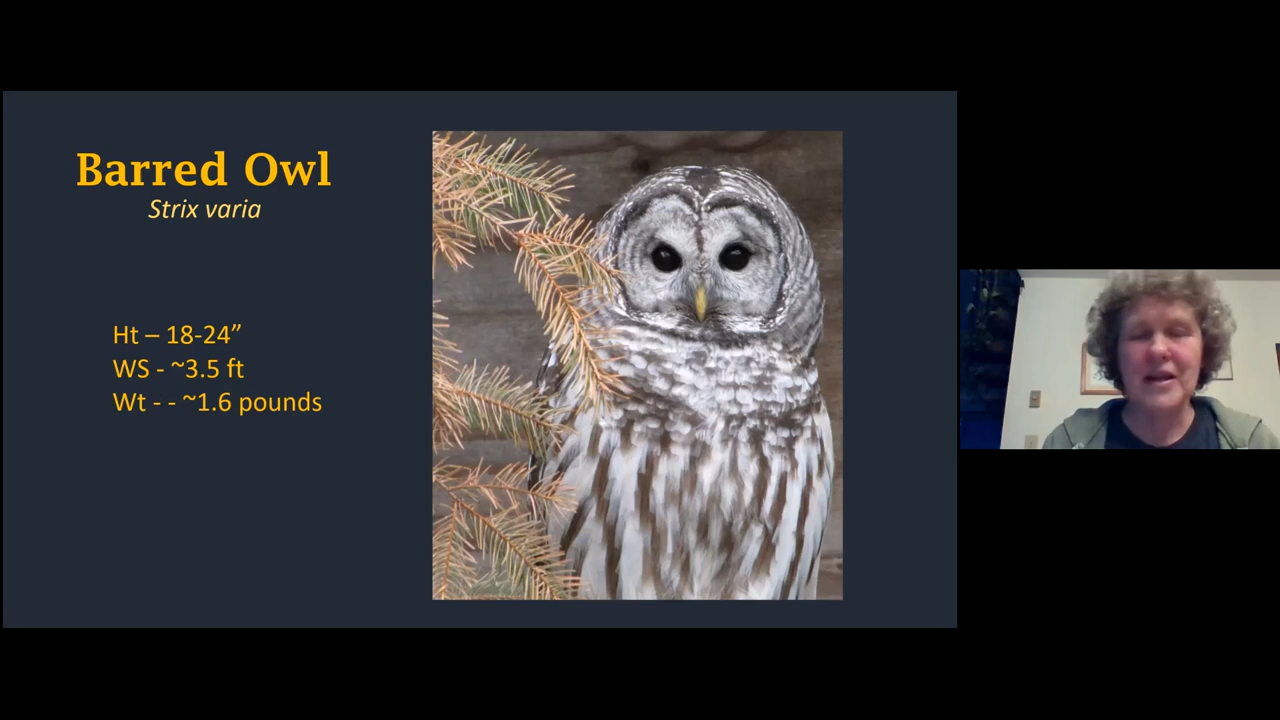 Barred Owl
Strix varia
Ht – 18-24”
WS - ~3.5 ft
Wt - - ~1.6 pounds